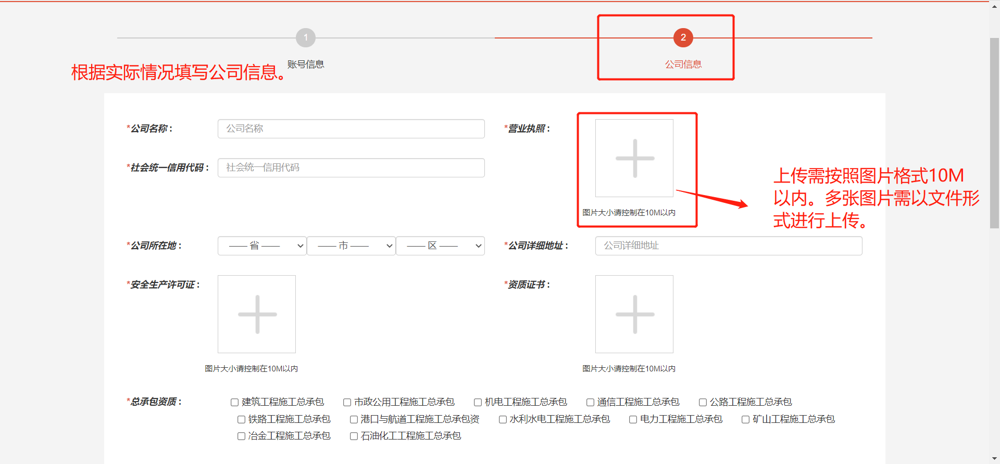 1
2
账号信息
公司信息
根据实际情况填写公司信息。
*公司名称：
公司名称
*营业执照：
*社会统一信用代码：
社会统一信用代码
图片大小请控制在10M以内
上传需按照图片格式10M
以内。多张图片需以文件形
式进行上传。
*公司所在地：
—— 省 ——
—— 市 ——
—— 区 ——
*公司详细地址：
公司详细地址
*安全生产许可证：
*资质证书：
图片大小请控制在10M以内
图片大小请控制在10M以内
*总承包资质：
建筑工程施工总承包 市政公用工程施工总承包 机电工程施工总承包 通信工程施工总承包 公路工程施工总承包
铁路工程施工总承包 港口与航道工程施工总承包资 水利水电工程施工总承包 电力工程施工总承包 矿山工程施工总承包
冶金工程施工总承包 石油化工工程施工总承包